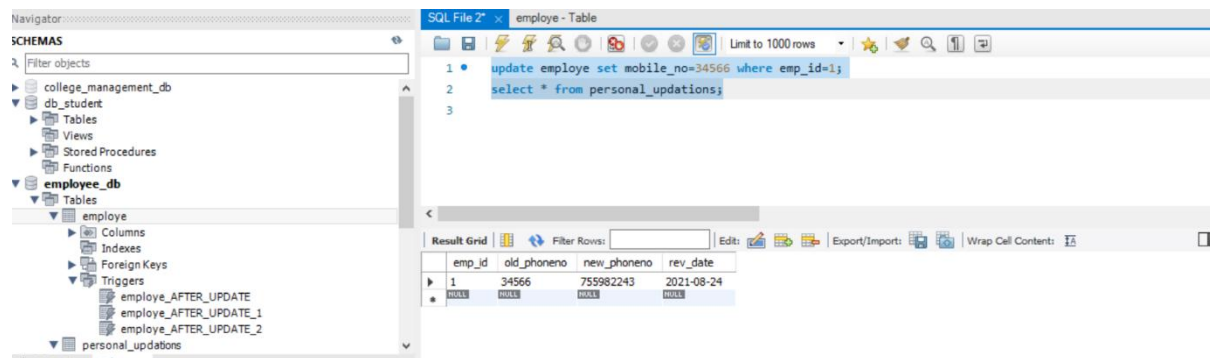 Navigator
SCHEMAS
Filter objects
college_management_db
db_student
Tables
Views
Stored Procedures
Functions
employee_db
Tables
employe
Columns
Indexes
Foreign Keys
Triggers
employe_AFTER_UPDATE
employe_AFTER_UPDATE_1
employe_AFTER_UPDATE_2
personal_updations
SQL File 2* employe - Table
Limit to 1000 rows
1 update employe set mobile_no=34566 where emp_id=1;
2 select * from personal_updations;
3
Result Grid Filter Rows: Edit: Export/Import: Wrap Cell Content:
emp_id old_phoneno new_phoneno rev_date
1 34566 755982243 2021-08-24
NULL NULL NULL NULL